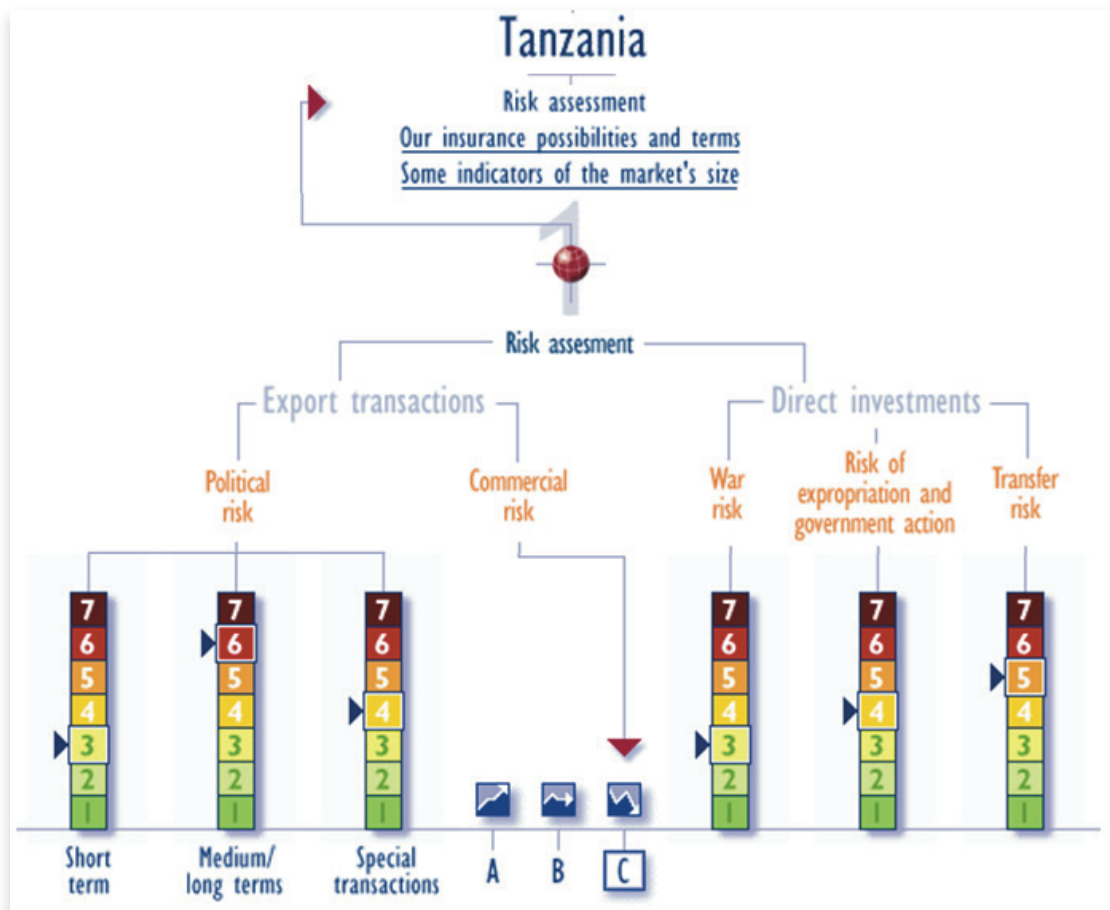 Tanzania
Risk assessment
Our insurance possibilities and terms
Some indicators of the market's size
1
Risk assesment
Export transactions
Direct investments
Political
risk
Commercial
risk
War
risk
Risk of
expropriation and
government action
Transfer
risk
7 7 7 7 7 7
6 6 6 6 6 6
5 5 5 5 5 5
4 4 4 4 4 4
3 3 3 3 3 3
2 2 2 2 2 2
1 1 1 1 1 1
Short
term
Medium/
long terms
Special
transactions
A B C